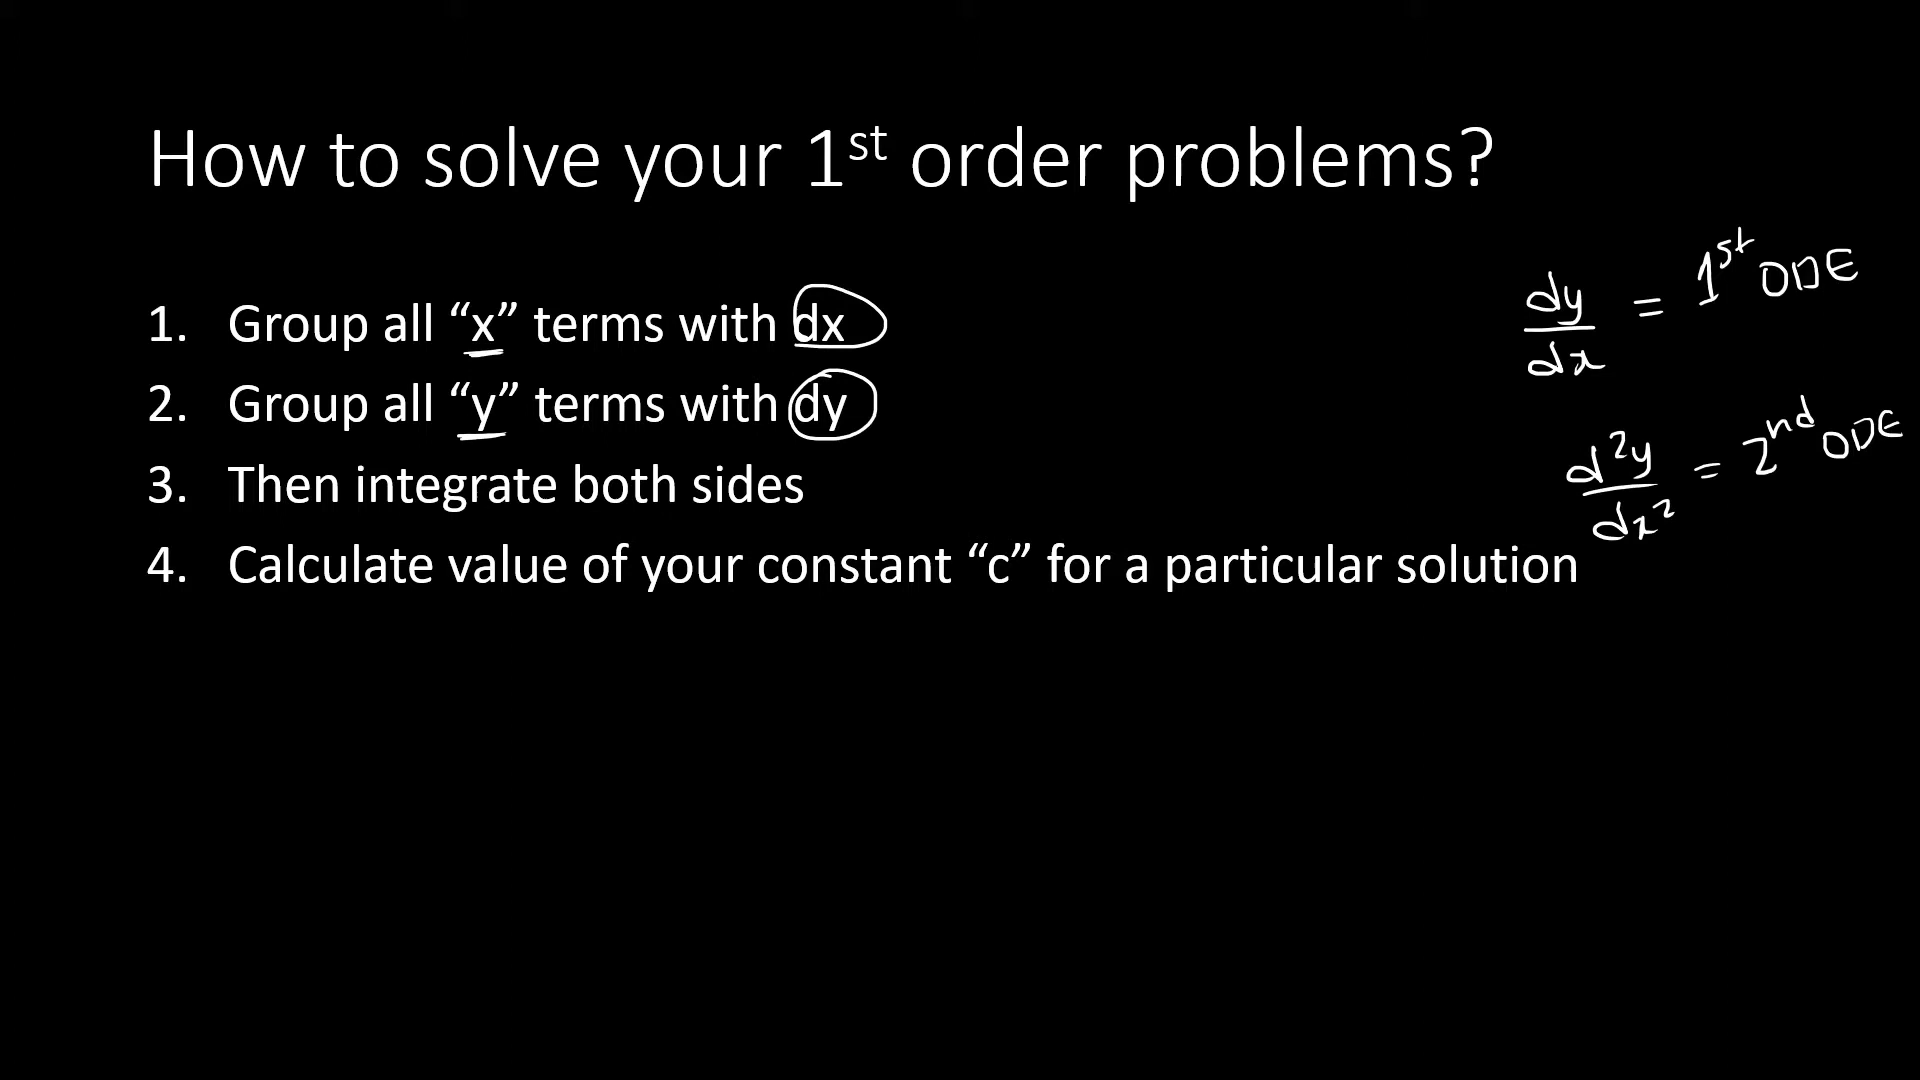 How to solve your 1st order problems?
1. Group all “x” terms with dx
2. Group all “y” terms with dy
3. Then integrate both sides
4. Calculate value of your constant “c” for a particular solution
dy/dx = 1st ODE
d²y/dx² = 2nd ODE